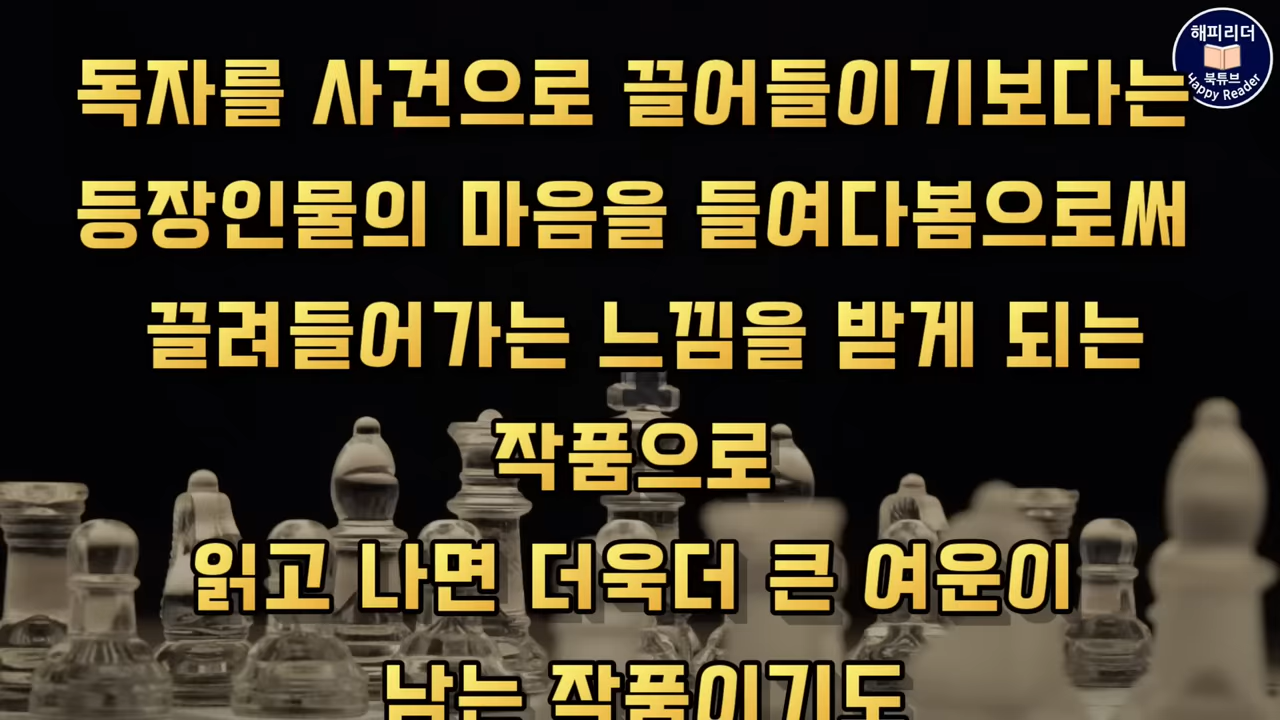 해피리더
북튜브
Happy Reader
독자를 사건으로 끌어들이기보다는
등장인물의 마음을 들여다봄으로써
끌려들어가는 느낌을 받게 되는
작품으로
읽고 나면 더욱더 큰 여운이
남는 작품이기도